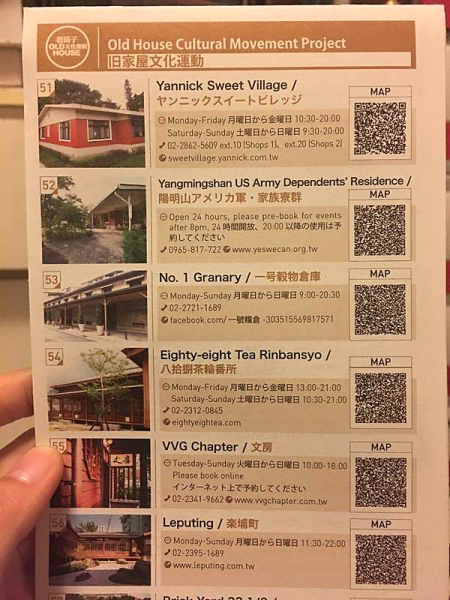 老房子
OLD 文化運動
HOUSE
Old House Cultural Movement Project
旧家屋文化運動
51
Yannick Sweet Village /
ヤンニックスイートビレッジ
Monday-Friday 月曜日から金曜日 10:30-20:00
Saturday-Sunday 土曜日から日曜日 9:30-20:00
02-2862-5609 ext.10 (Shops 1)、ext.20 (Shops 2)
sweetvillage.yannick.com.tw
MAP
52
Yangmingshan US Army Dependents' Residence /
陽明山アメリカ軍・家族寮群
Open 24 hours, please pre-book for events
after 8pm, 24 時間開放、20:00 以降の使用は予
約してください
0965-817-722 www.yeswecan.org.tw
MAP
53
No. 1 Granary / 一号穀物倉庫
Monday-Sunday 月曜日から日曜日 9:00-20:30
02-2721-1689
facebook.com/ 一號糧倉 -303515569817571
MAP
54
Eighty-eight Tea Rinbansyo /
八拾捌茶輪番所
Monday-Friday 月曜日から金曜日 13:00-21:00
Saturday-Sunday 土曜日から日曜日 10:30-21:00
02-2312-0845
eightyeightea.com
MAP
55
VVG Chapter / 文房
Tuesday-Sunday 火曜日から日曜日 10:00-18:00
Please book online
インターネット上で予約してください
02-2341-9662 www.vvgchapter.com.tw
MAP
56
Leputing / 楽埔町
Monday-Sunday 月曜日から日曜日 11:30-22:00
02-2395-1689
www.leputing.com.tw
MAP